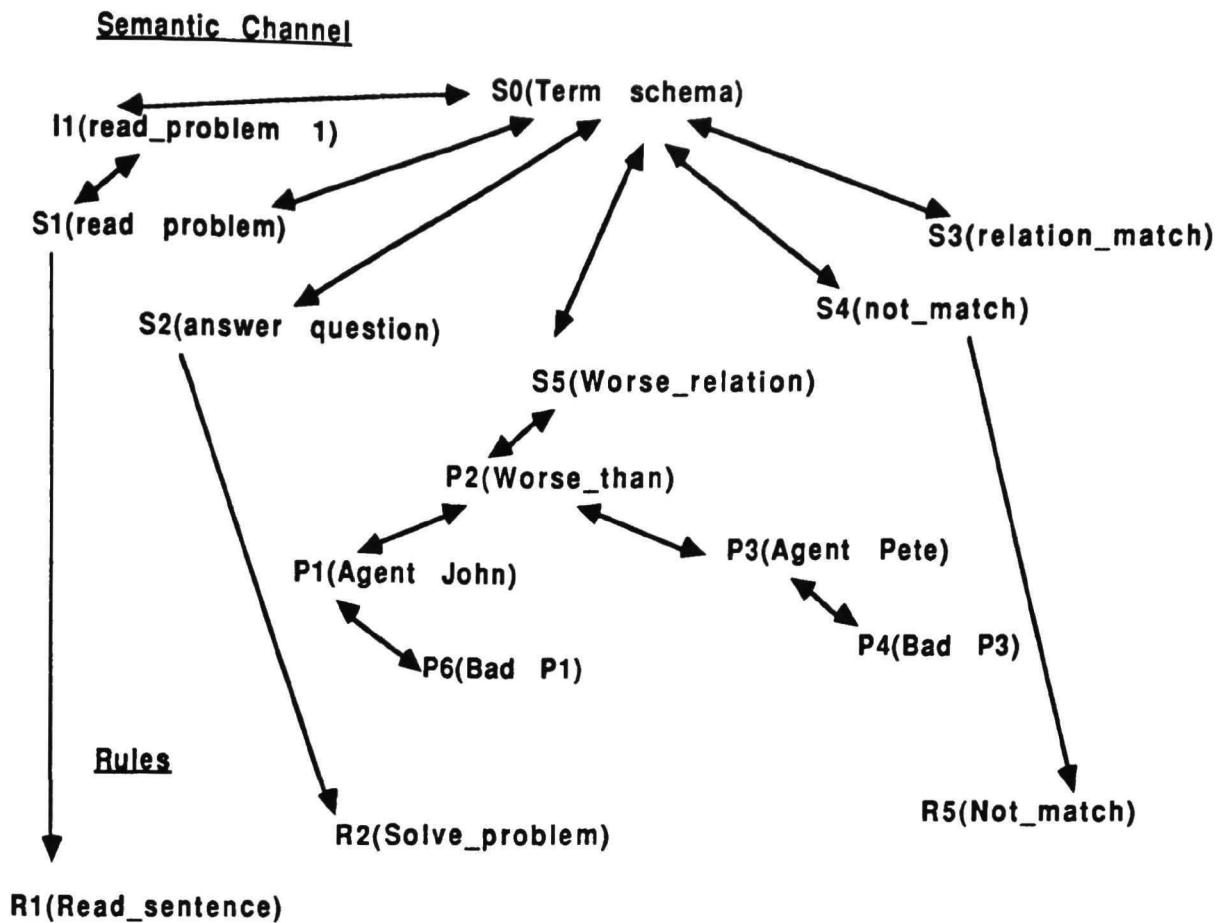 Semantic Channel
S0(Term schema)
I1(read_problem 1)
S1(read problem)
S3(relation_match)
S4(not_match)
S2(answer question)
S5(Worse_relation)
P2(Worse_than)
P3(Agent Pete)
P1(Agent John)
P4(Bad P3)
P6(Bad P1)
Rules
R5(Not_match)
R2(Solve_problem)
R1(Read_sentence)